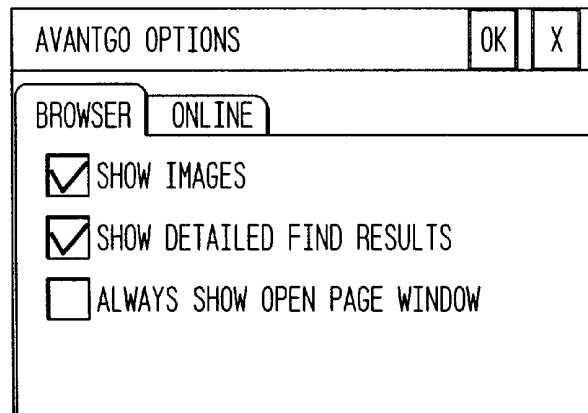 AVANTGO OPTIONS OK X
BROWSER ONLINE
SHOW IMAGES
SHOW DETAILED FIND RESULTS
ALWAYS SHOW OPEN PAGE WINDOW